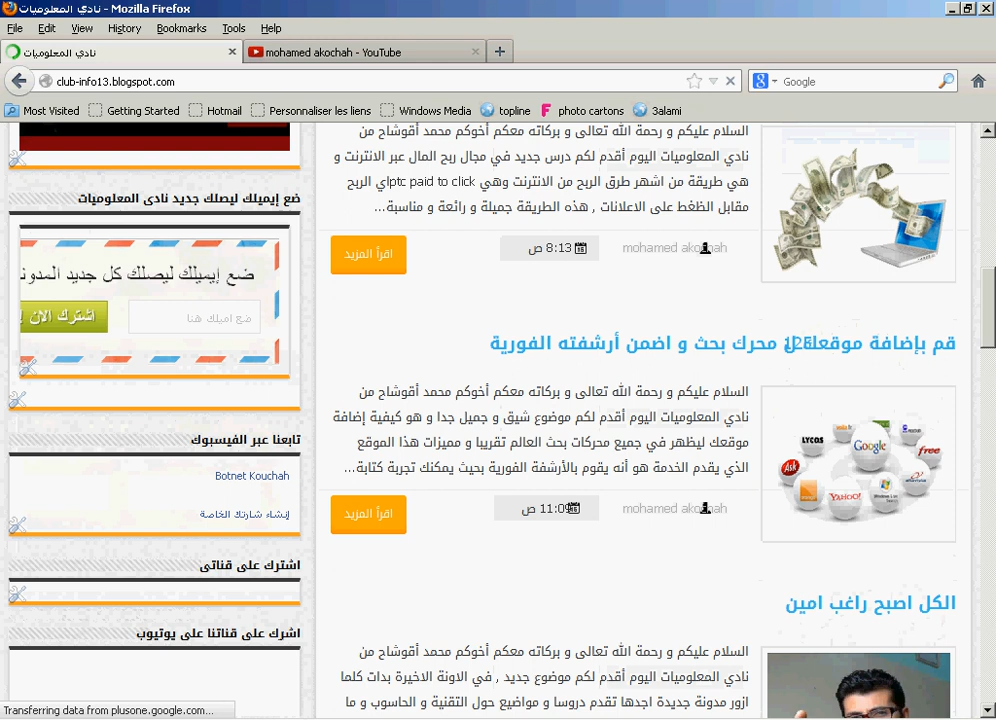 نادي المعلوميات - Mozilla Firefox
File Edit View History Bookmarks Tools Help
نادي المعلوميات
mohamed akochah - YouTube
club-info13.blogspot.com
Google
Most Visited Getting Started Hotmail Personnaliser les liens Windows Media topline photo cartons 3alami
السلام عليكم و رحمة الله تعالى و بركاته معكم أخوكم محمد أقوشاح من
نادي المعلوميات اليوم أقدم لكم درس جديد في مجال ربح المال عبر الانترنت و
هي طريقة من اشهر طرق الربح من الانترنت وهي ptc paid to clickاي الربح
مقابل الظغط على الاعلانات , هذه الطريقة جميلة و رائعة و مناسبة...
mohamed akochah
8:13 ص
اقرأ المزيد
قم بإضافة موقعك ل محرك بحث و اضمن أرشفته الفورية
السلام عليكم و رحمة الله تعالى و بركاته معكم أخوكم محمد أقوشاح من
نادي المعلوميات اليوم أقدم لكم موضوع شيق و جميل جدا و هو كيفية إضافة
موقعك ليظهر في جميع محركات بحث العالم تقريبا و مميزات هذا الموقع
الذي يقدم الخدمة هو أنه يقوم بالأرشفة الفورية بحيث يمكنك تجربة كتابة...
mohamed akochah
11:09 ص
اقرأ المزيد
LYCOS
Google
free
Ask
YAHOO!
Windows Live
الكل اصبح راغب امين
السلام عليكم و رحمة الله تعالى و بركاته معكم أخوكم محمد أقوشاح من
نادي المعلوميات اليوم أقدم لكم موضوع جديد , في الاونة الاخيرة بدات كلما
ازور مدونة جديدة اجدها تقدم دروسا و مواضيع حول التقنية و الحاسوب و ما
ضع إيميلك ليصلك جديد نادى المعلوميات
ضع إيميلك ليصلك كل جديد المدونـ
ضع اميلك هنا
اشترك الان
تابعنا عبر الفيسبوك
Botnet Kouchah
إنشاء شارتك الخاصة
اشترك على قناتى
اشرك على قناتنا على يوتيوب
Transferring data from plusone.google.com...